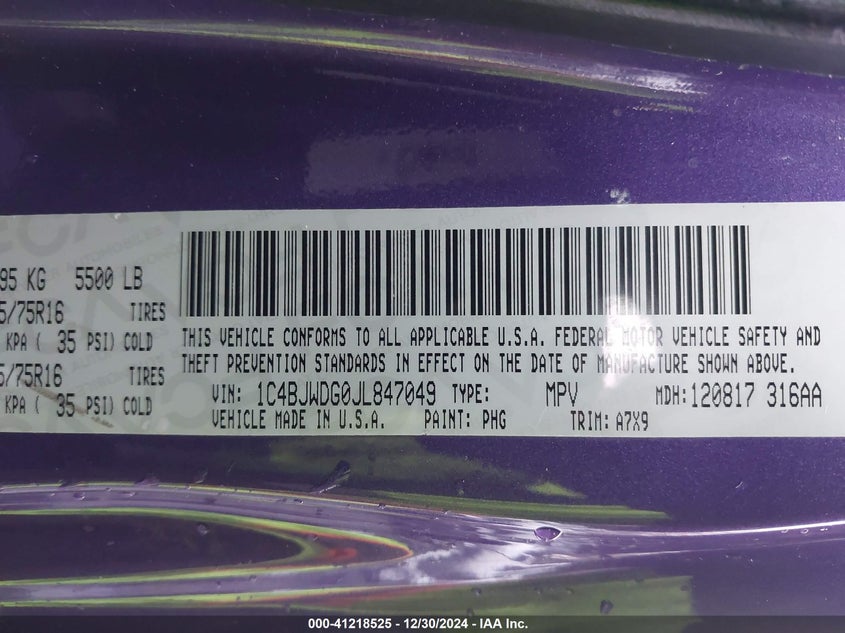 95 KG 5500 LB
5/75R16 TIRES
KPA ( 35 PSI) COLD
5/75R16 TIRES
KPA ( 35 PSI) COLD
THIS VEHICLE CONFORMS TO ALL APPLICABLE U.S.A. FEDERAL MOTOR VEHICLE SAFETY AND
THEFT PREVENTION STANDARDS IN EFFECT ON THE DATE OF MANUFACTURE SHOWN ABOVE.
VIN: 1C4BJWDG0JL847049 TYPE: MPV MDH: 120817 316AA
VEHICLE MADE IN U.S.A. PAINT: PHG TRIM: A7X9
000-41218525 - 12/30/2024 - IAA Inc.